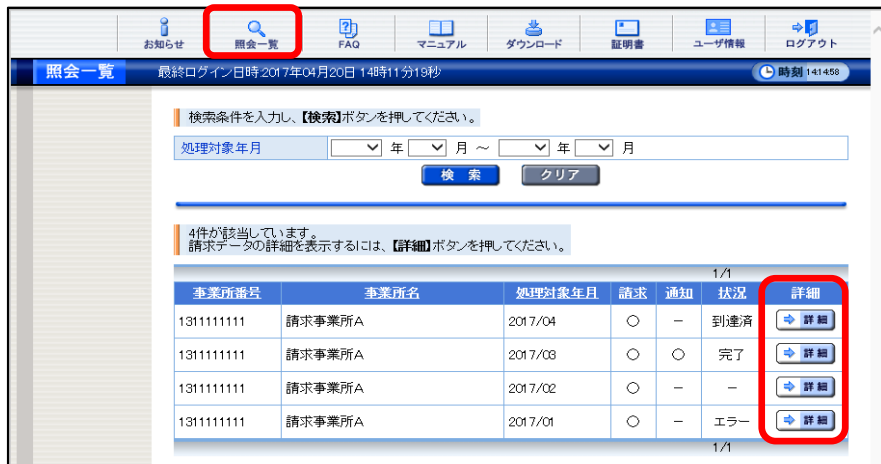 お知らせ 照会一覧 FAQ マニュアル ダウンロード 証明書 ユーザ情報 ログアウト
照会一覧 最終ログイン日時:2017年04月20日 14時11分19秒 時刻 14:14:58
検索条件を入力し、【検索】ボタンを押してください。
処理対象年月 年 月 ～ 年 月
検 索 クリア
4件が該当しています。
請求データの詳細を表示するには、【詳細】ボタンを押してください。
1/1
事業所番号 事業所名 処理対象年月 請求 通知 状況 詳細
1311111111 請求事業所A 2017/04 ○ － 到達済 詳細
1311111111 請求事業所A 2017/03 ○ ○ 完了 詳細
1311111111 請求事業所A 2017/02 ○ － － 詳細
1311111111 請求事業所A 2017/01 ○ － エラー 詳細
1/1